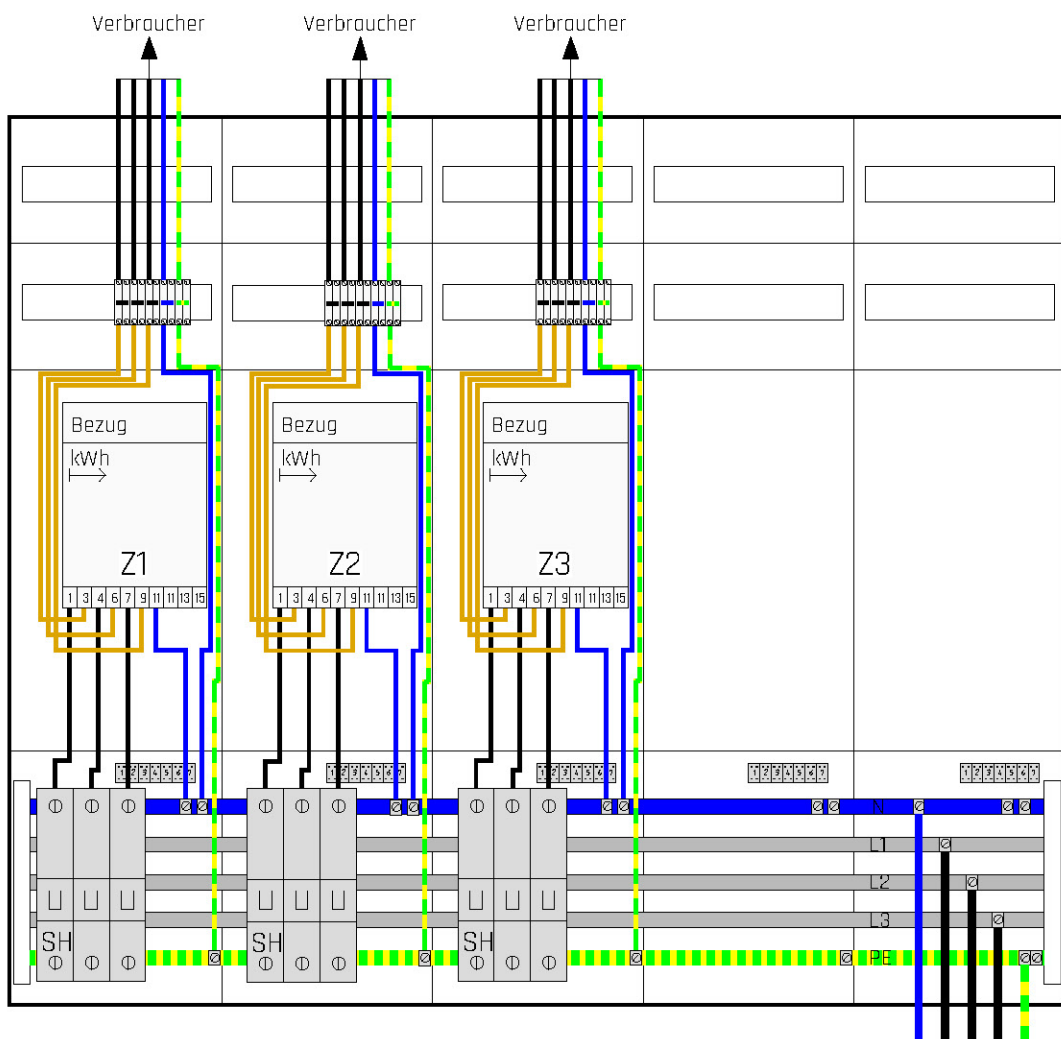 Verbraucher Verbraucher Verbraucher
Bezug Bezug Bezug
kWh kWh kWh
Z1 Z2 Z3
1 3 4 6 7 9 11 11 13 15 1 3 4 6 7 9 11 11 13 15 1 3 4 6 7 9 11 11 13 15
1 2 3 4 5 6 7 1 2 3 4 5 6 7 1 2 3 4 5 6 7 1 2 3 4 5 6 7 1 2 3 4 5 6 7
N
L1
L2
L3
SH SH SH
PE